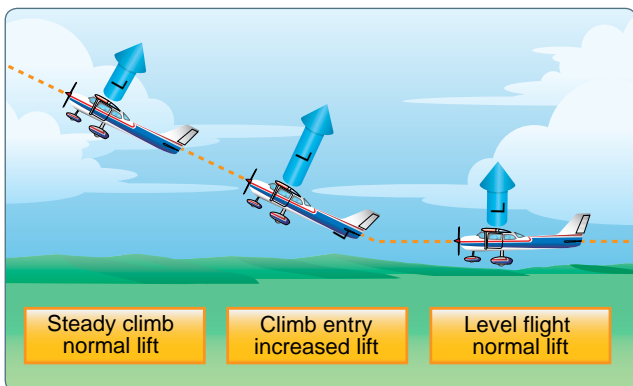 L
L
L
Steady climb
normal lift
Climb entry
increased lift
Level flight
normal lift